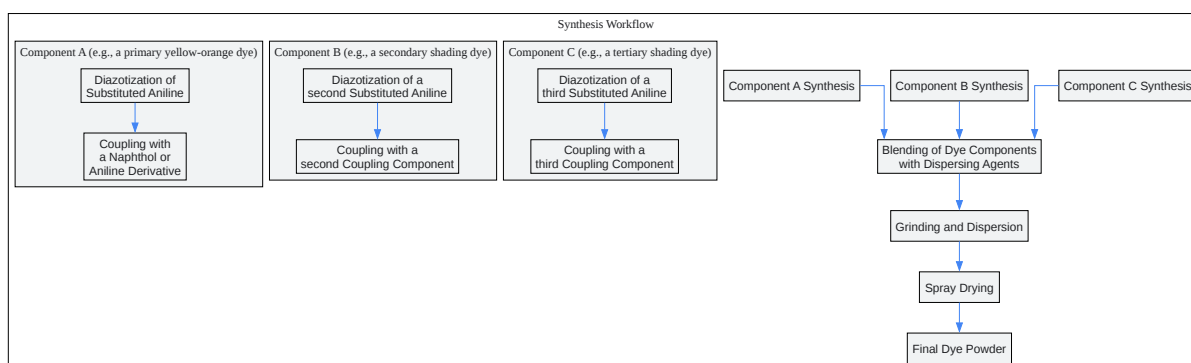 Synthesis Workflow
Component A (e.g., a primary yellow-orange dye)
Diazotization of
Substituted Aniline
Coupling with
a Naphthol or
Aniline Derivative
Component B (e.g., a secondary shading dye)
Diazotization of a
second Substituted Aniline
Coupling with a
second Coupling Component
Component C (e.g., a tertiary shading dye)
Diazotization of a
third Substituted Aniline
Coupling with a
third Coupling Component
Component A Synthesis
Component B Synthesis
Component C Synthesis
Blending of Dye Components
with Dispersing Agents
Grinding and Dispersion
Spray Drying
Final Dye Powder